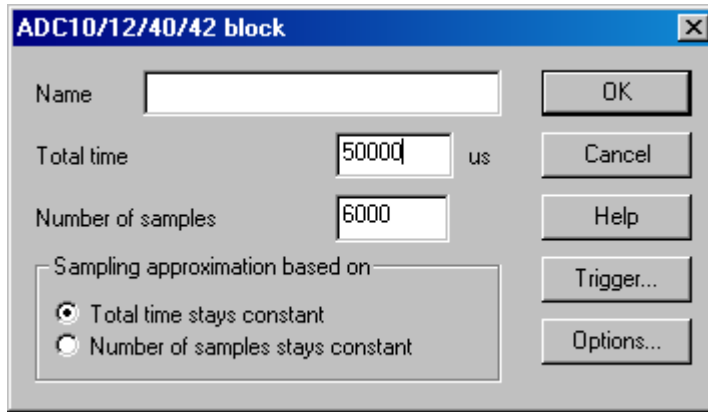 ADC10/12/40/42 block
Name
OK
Total time 50000 us
Cancel
Number of samples 6000
Help
Sampling approximation based on
Trigger...
Total time stays constant
Number of samples stays constant
Options...